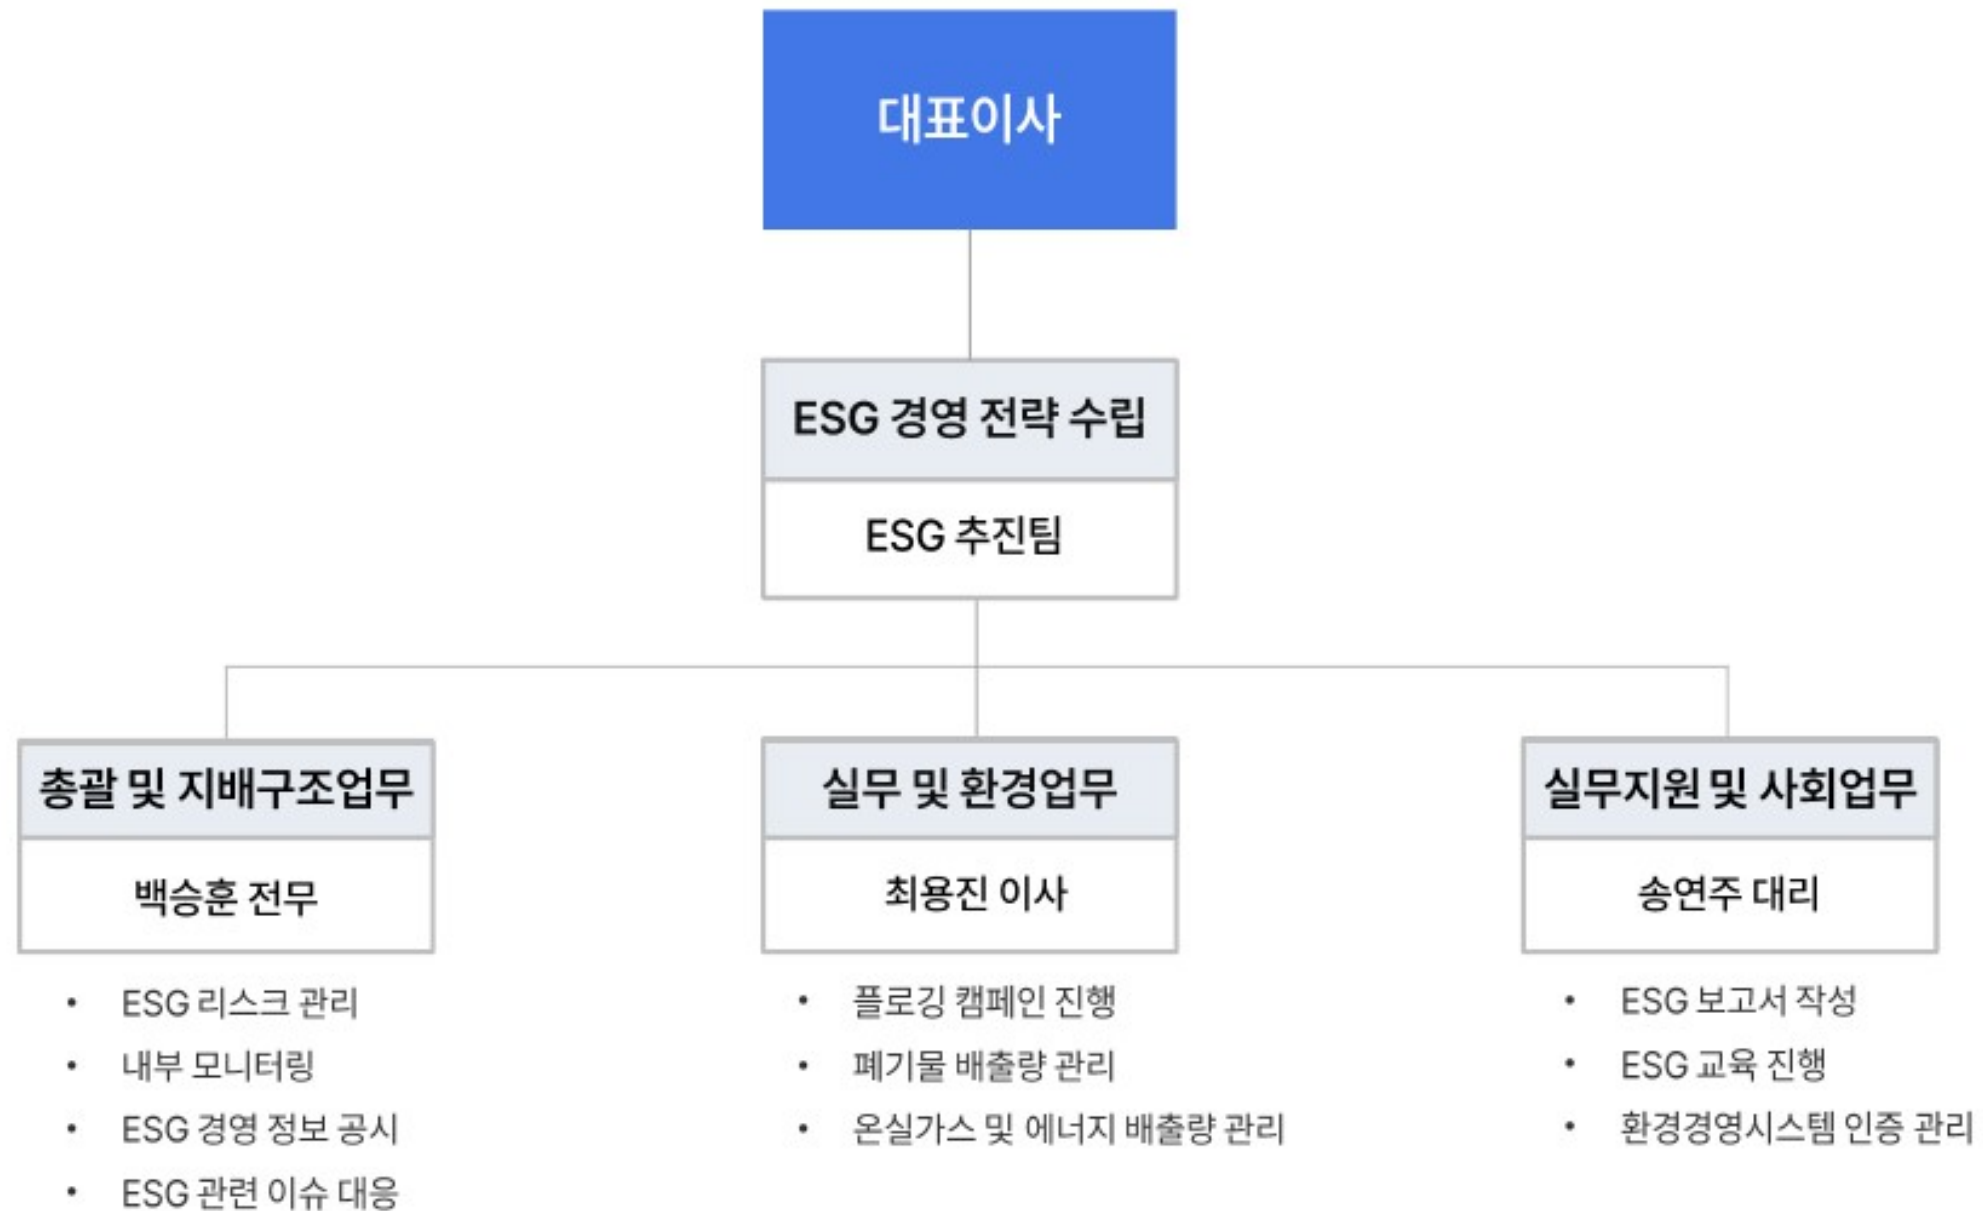 대표이사
ESG 경영 전략 수립
ESG 추진팀
총괄 및 지배구조업무
백승훈 전무
• ESG 리스크 관리
• 내부 모니터링
• ESG 경영 정보 공시
• ESG 관련 이슈 대응
실무 및 환경업무
최용진 이사
• 플로깅 캠페인 진행
• 폐기물 배출량 관리
• 온실가스 및 에너지 배출량 관리
실무지원 및 사회업무
송연주 대리
• ESG 보고서 작성
• ESG 교육 진행
• 환경경영시스템 인증 관리